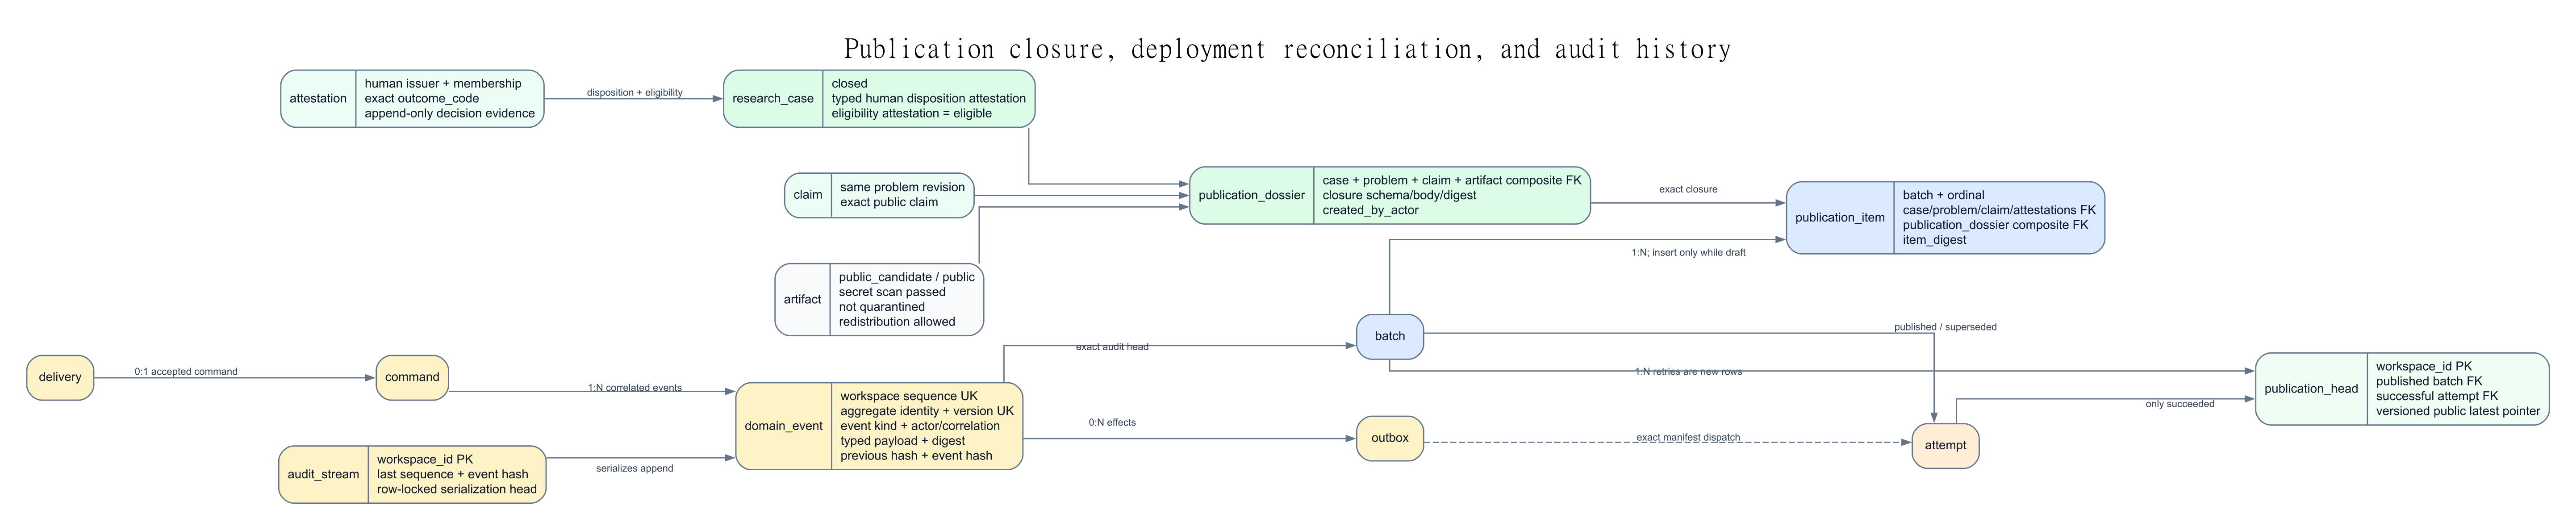 Publication closure, deployment reconciliation, and audit history
attestation
human issuer + membership
exact outcome_code
append-only decision evidence
disposition + eligibility
research_case
closed
typed human disposition attestation
eligibility attestation = eligible
claim
same problem revision
exact public claim
publication_dossier
case + problem + claim + artifact composite FK
closure schema/body/digest
created_by_actor
exact closure
publication_item
batch + ordinal
case/problem/claim/attestations FK
publication_dossier composite FK
item_digest
1:N; insert only while draft
artifact
public_candidate / public
secret scan passed
not quarantined
redistribution allowed
batch
published / superseded
exact audit head
1:N retries are new rows
delivery
0:1 accepted command
command
1:N correlated events
publication_head
workspace_id PK
published batch FK
successful attempt FK
versioned public latest pointer
only succeeded
domain_event
workspace sequence UK
aggregate identity + version UK
event kind + actor/correlation
typed payload + digest
previous hash + event hash
0:N effects
outbox
exact manifest dispatch
attempt
audit_stream
workspace_id PK
last sequence + event hash
row-locked serialization head
serializes append